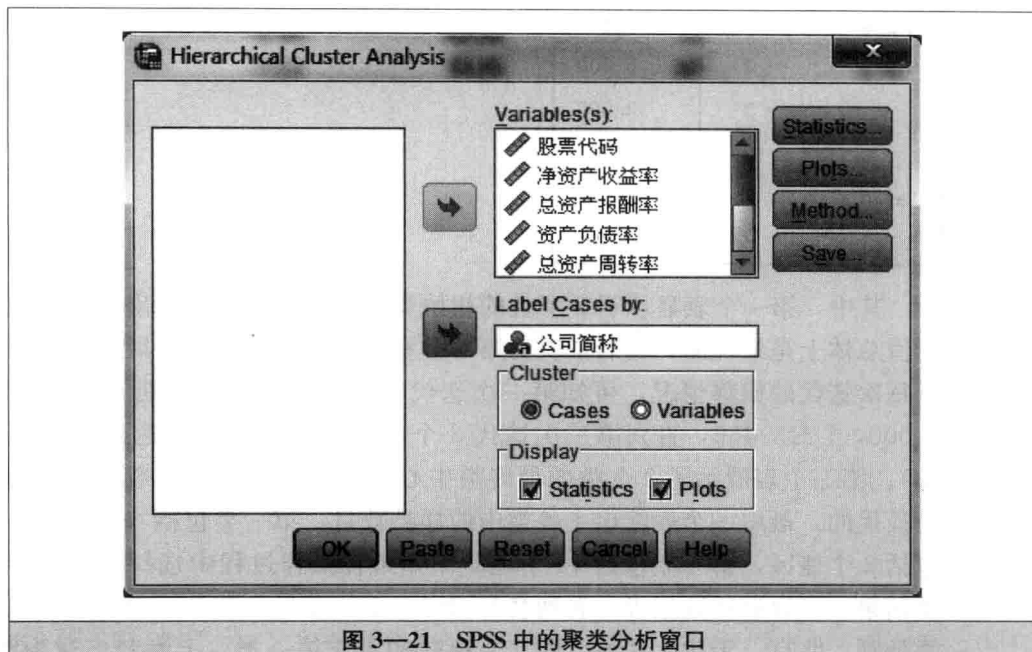 Hierarchical Cluster Analysis
Variables(s):
股票代码
净资产收益率
总资产报酬率
资产负债率
总资产周转率
Statistics...
Plots...
Method...
Save...
Label Cases by:
公司简称
Cluster
Cases Variables
Display
Statistics Plots
OK Paste Reset Cancel Help
图 3—21 SPSS 中的聚类分析窗口